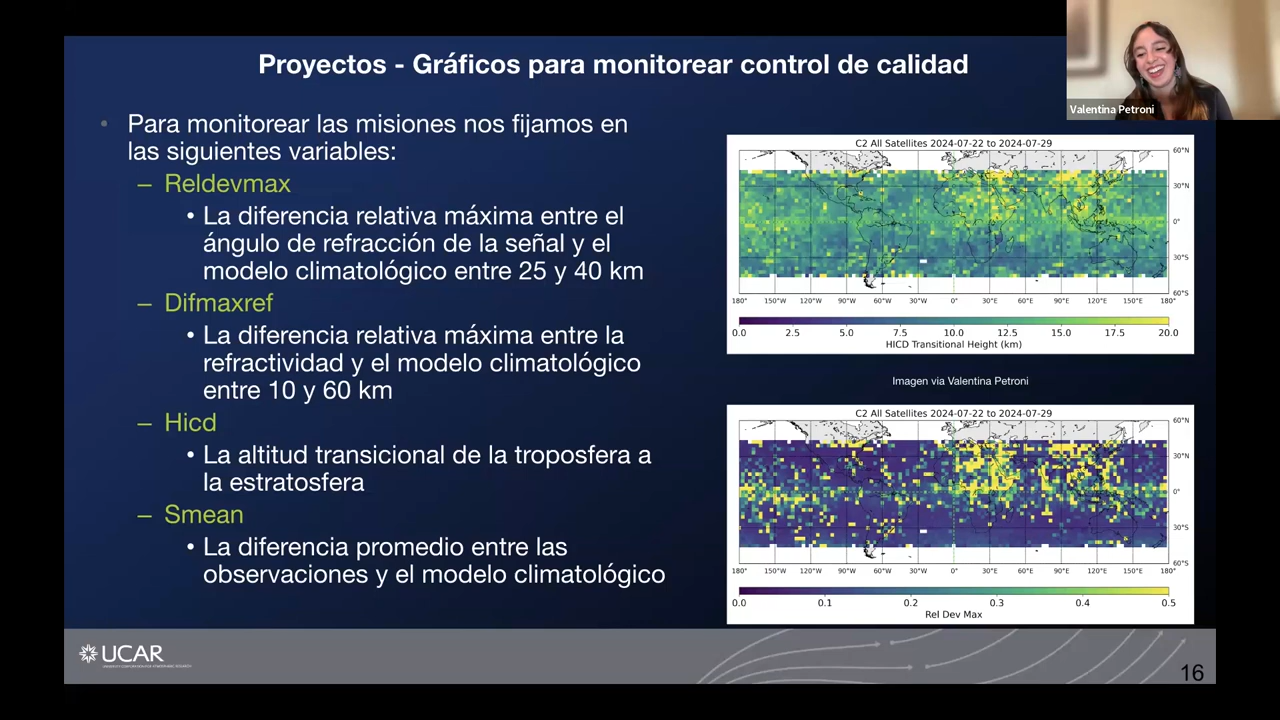 Proyectos - Gráficos para monitorear control de calidad
Valentina Petroni
• Para monitorear las misiones nos fijamos en
las siguientes variables:
– Reldevmax
• La diferencia relativa máxima entre el
ángulo de refracción de la señal y el
modelo climatológico entre 25 y 40 km
– Difmaxref
• La diferencia relativa máxima entre la
refractividad y el modelo climatológico
entre 10 y 60 km
– Hicd
• La altitud transicional de la troposfera a
la estratosfera
– Smean
• La diferencia promedio entre las
observaciones y el modelo climatológico
C2 All Satellites 2024-07-22 to 2024-07-29
60°N
30°N
0°
30°S
60°S
180° 150°W 120°W 90°W 60°W 30°W 0° 30°E 60°E 90°E 120°E 150°E 180°
0.0 2.5 5.0 7.5 10.0 12.5 15.0 17.5 20.0
HICD Transitional Height (km)
Imagen via Valentina Petroni
C2 All Satellites 2024-07-22 to 2024-07-29
60°N
30°N
0°
30°S
60°S
180° 150°W 120°W 90°W 60°W 30°W 0° 30°E 60°E 90°E 120°E 150°E 180°
0.0 0.1 0.2 0.3 0.4 0.5
Rel Dev Max
UCAR
16